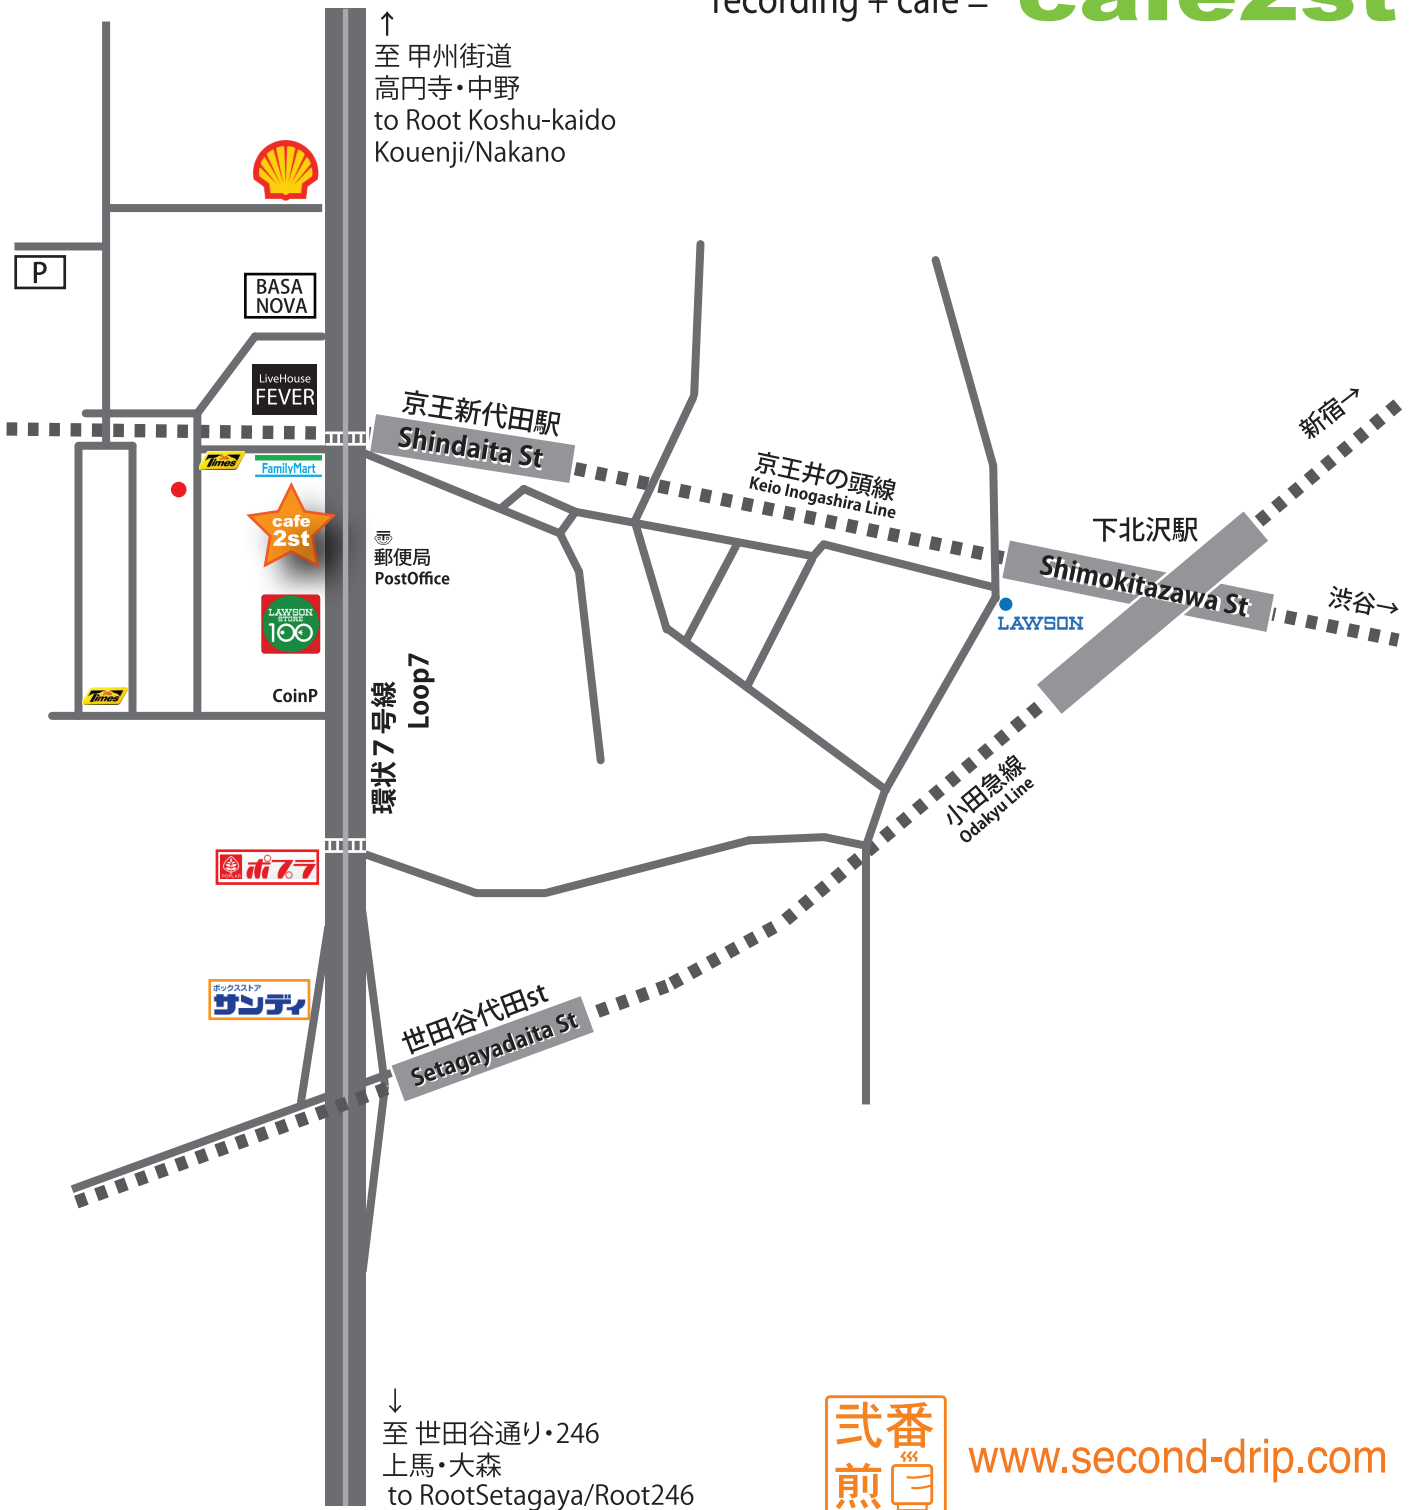 recording + cafe = cafe2st
↑
至 甲州街道
高円寺・中野
to Root Koshu-kaido
Kouenji/Nakano
P
BASA
NOVA
LiveHouse
FEVER
京王新代田駅
Shindaita St
新宿→
Times
FamilyMart
京王井の頭線
Keio Inogashira Line
cafe
2st
下北沢駅
Shimokitazawa St
渋谷→
郵便局
PostOffice
LAWSON
STORE
100
LAWSON
Times
CoinP
環状7号線
Loop7
小田急線
Odakyu Line
ポプラ
POPLAR
ボックスストア
サンディ
世田谷代田st
Setagayadaita St
↓
至 世田谷通り・246
上馬・大森
to RootSetagaya/Root246
弐番
煎
www.second-drip.com